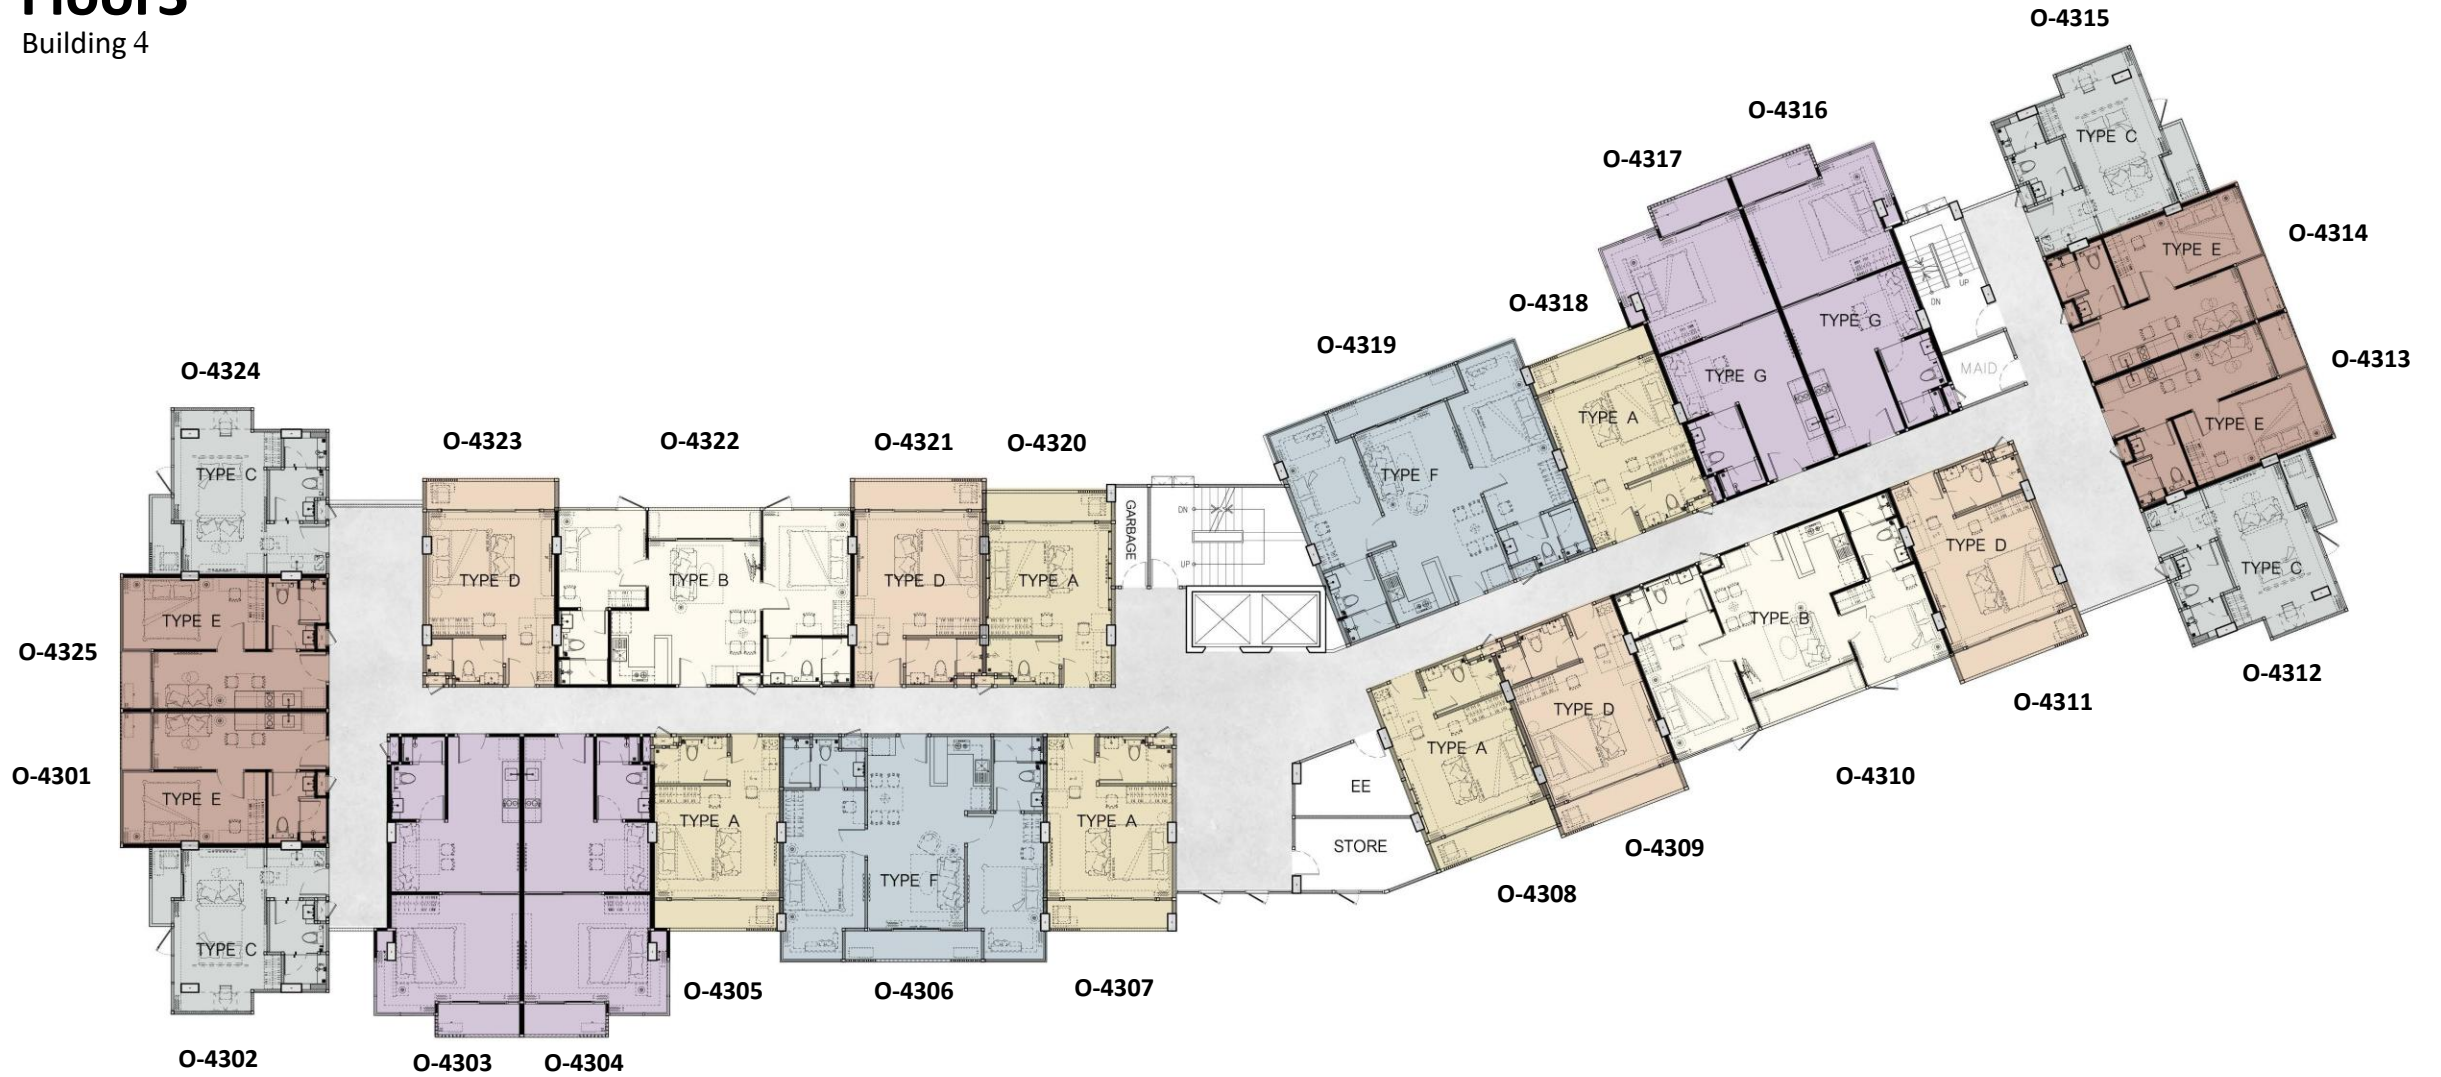 Floor3
Building 4
O-4315
O-4316
O-4317
TYPE C
O-4314
TYPE E
O-4318
UP
DN
TYPE G
O-4319
O-4313
MAID
O-4324
TYPE G
TYPE A
TYPE E
O-4323
O-4322
O-4321
O-4320
TYPE C
TYPE F
DN
GARBAGE
UP
TYPE D
TYPE C
TYPE D
TYPE B
TYPE D
TYPE A
TYPE E
TYPE B
O-4325
O-4312
O-4311
TYPE D
TYPE A
O-4301
O-4310
EE
TYPE E
TYPE A
TYPE A
STORE
O-4309
TYPE F
O-4308
TYPE C
O-4305
O-4306
O-4307
O-4302
O-4303
O-4304